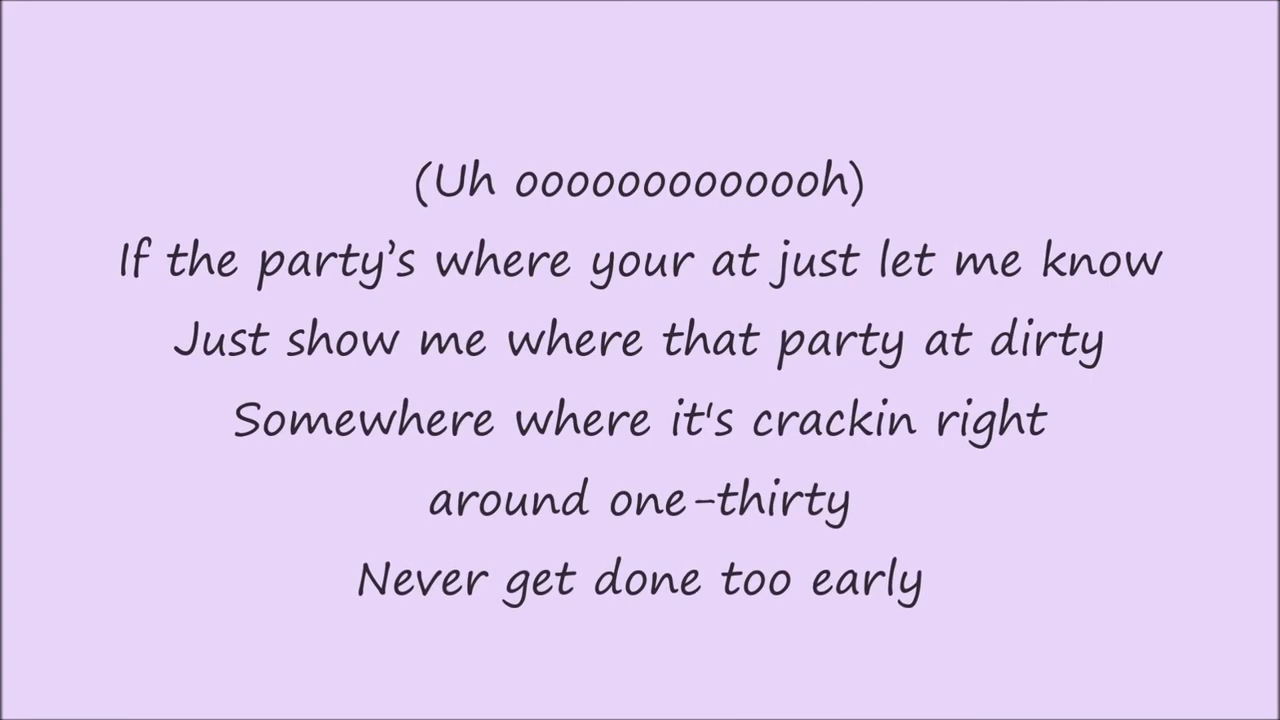 (Uh ooooooooooooh)
If the party’s where your at just let me know
Just show me where that party at dirty
Somewhere where it's crackin right
around one-thirty
Never get done too early